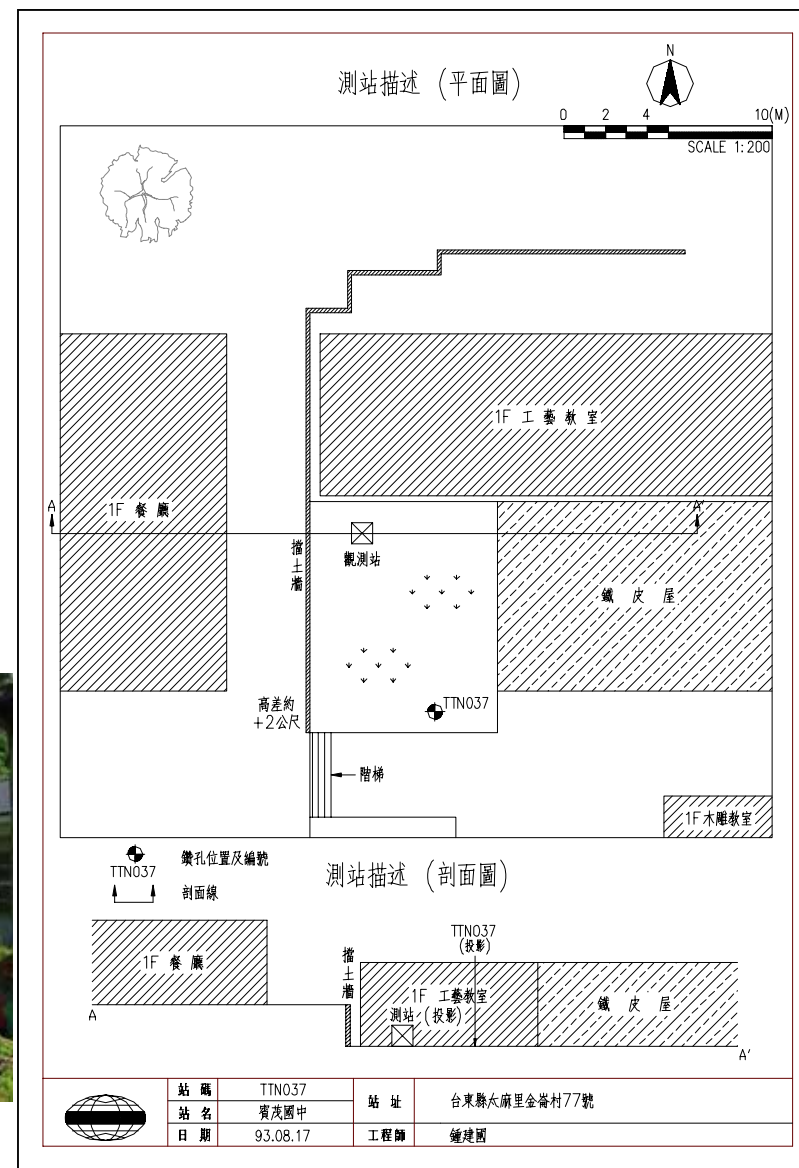 測站描述 (平面圖)
N
0 2 4 10(M)
SCALE 1:200
1F 工藝教室
A A'
1F 餐廳
擋土牆
觀測站
鐵皮屋
高差約
+2公尺
TTN037
階梯
1F木雕教室
TTN037 鑽孔位置及編號
剖面線
測站描述 (剖面圖)
TTN037
(投影)
1F 餐廳
擋土牆
1F 工藝教室
測站(投影)
鐵皮屋
A
A'
站碼 TTN037 站址 台東縣太麻里金崙村77號
站名 賓茂國中
日期 93.08.17 工程師 鍾建國